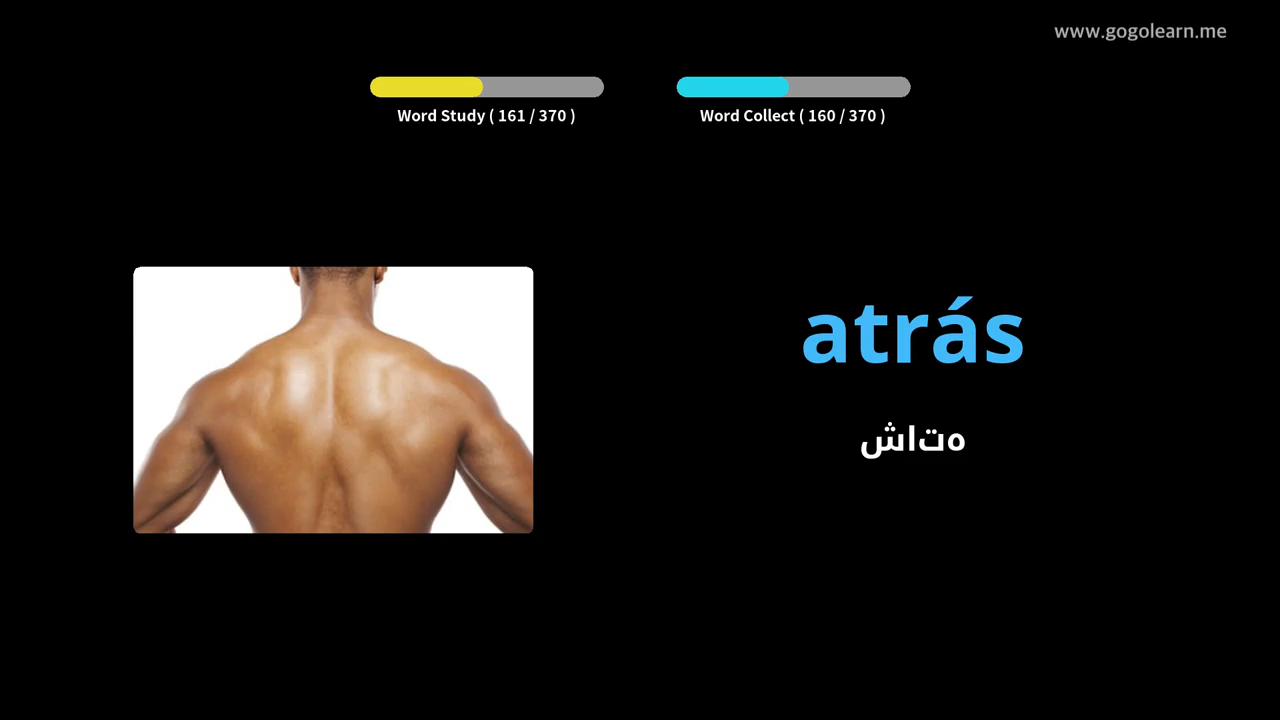 www.gogolearn.me
Word Study ( 161 / 370 )
Word Collect ( 160 / 370 )
atrás
ەتاش